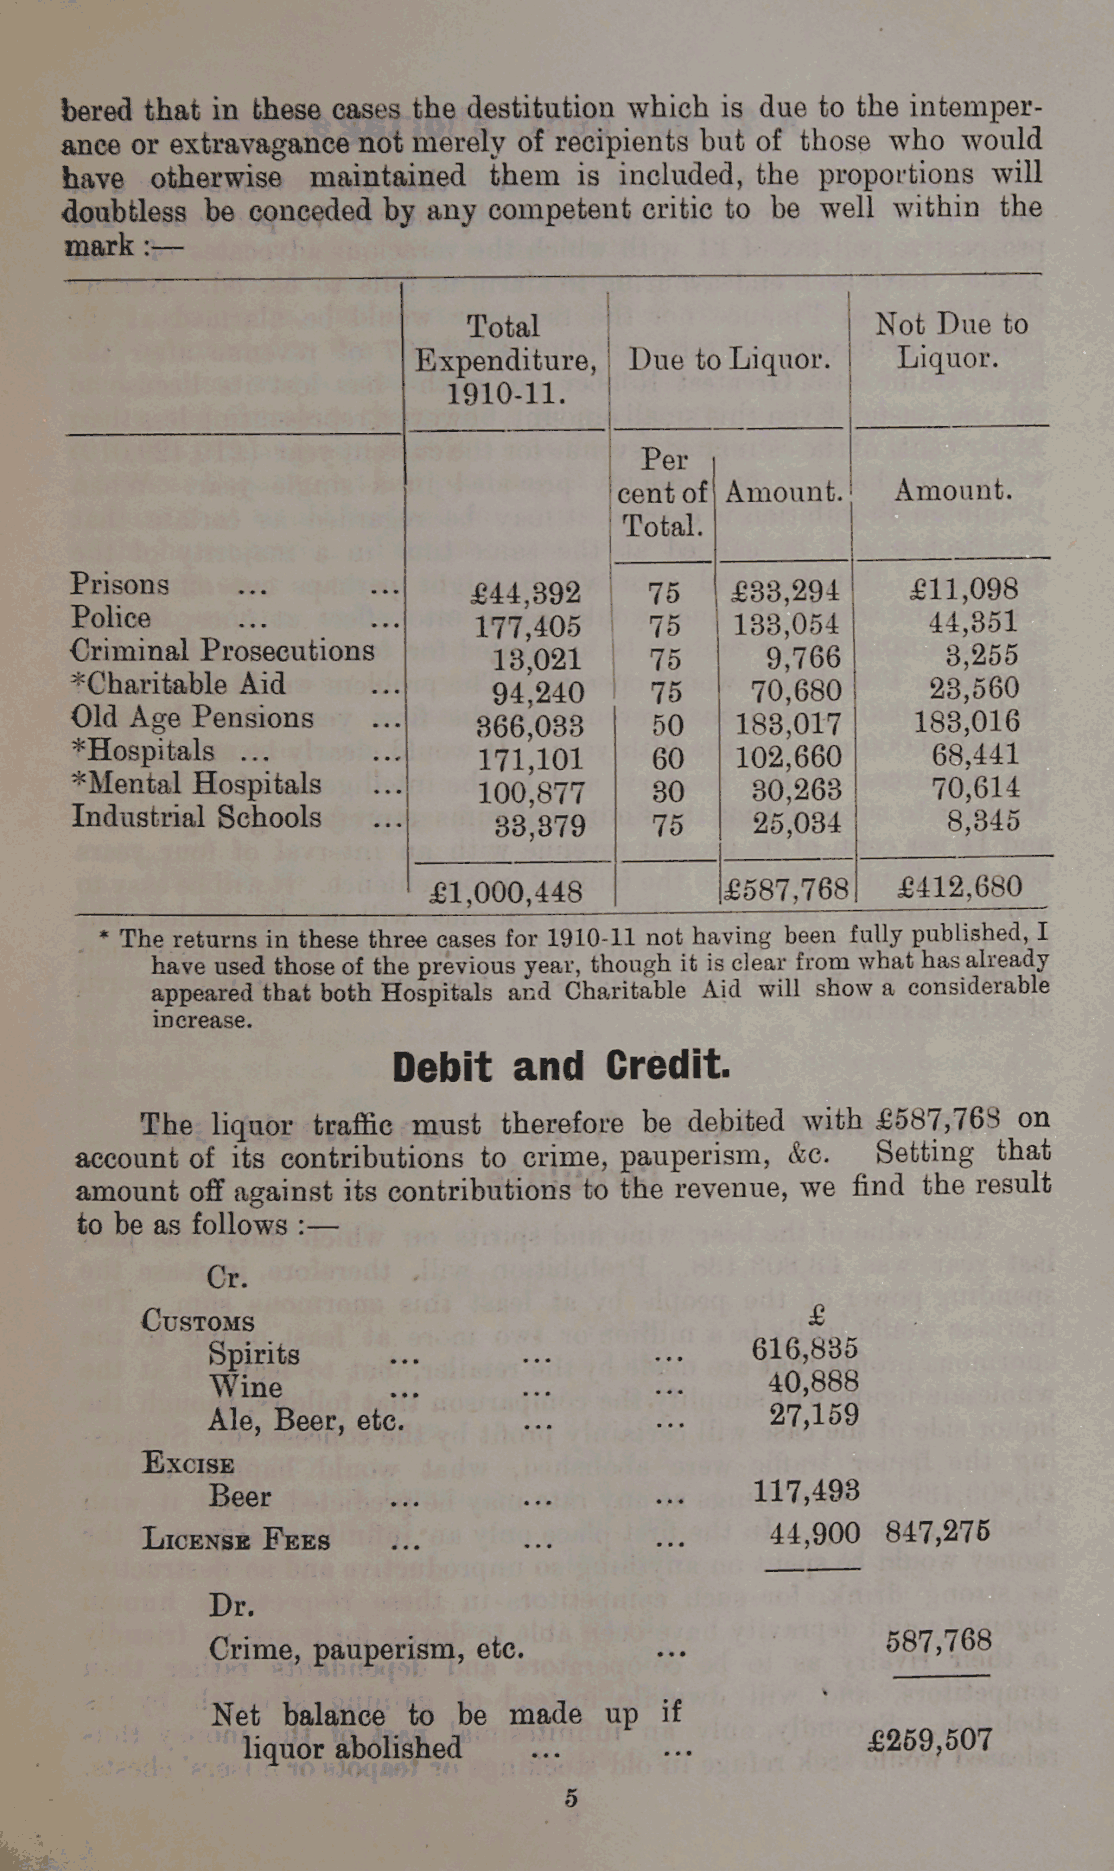 bered that in these cases the destitution which is due to the intemper-
ance or extravagance not merely of recipients but of those who would
have otherwise maintained them is included, the proportions will
doubtless be conceded by any competent critic to be well within the
mark :—
Total Expenditure, 1910-11. Due to Liquor. Not Due to Liquor.
Per cent of Total. Amount. Amount.
Prisons ... ... £44,392 75 £33,294 £11,098
Police ... ... 177,405 75 133,054 44,351
Criminal Prosecutions 13,021 75 9,766 3,255
*Charitable Aid ... 94,240 75 70,680 23,560
Old Age Pensions ... 366,033 50 183,017 183,016
*Hospitals ... ... 171,101 60 102,660 68,441
*Mental Hospitals ... 100,877 30 30,263 70,614
Industrial Schools ... 33,379 75 25,034 8,345
£1,000,448 £587,768 £412,680
* The returns in these three cases for 1910-11 not having been fully published, I
have used those of the previous year, though it is clear from what has already
appeared that both Hospitals and Charitable Aid will show a considerable
increase.
Debit and Credit.
The liquor traffic must therefore be debited with £587,768 on
account of its contributions to crime, pauperism, &c. Setting that
amount off against its contributions to the revenue, we find the result
to be as follows :—
Cr.
CUSTOMS £
Spirits ... ... ... 616,835
Wine ... ... ... 40,888
Ale, Beer, etc. ... ... 27,159
EXCISE
Beer ... ... ... 117,493
LICENSE FEES ... ... ... 44,900 847,275
Dr.
Crime, pauperism, etc. ... 587,768
Net balance to be made up if
liquor abolished ... ... £259,507
5